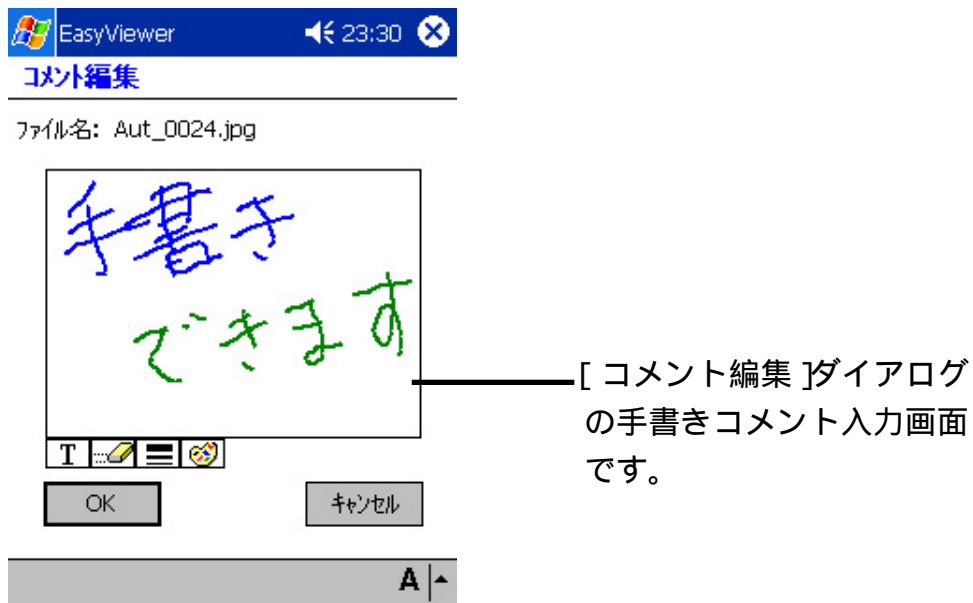 EasyViewer 23:30
コメント編集
ファイル名: Aut_0024.jpg
手書き
できます
T
OK キャンセル
A
[コメント編集]ダイアログ
の手書きコメント入力画面
です。